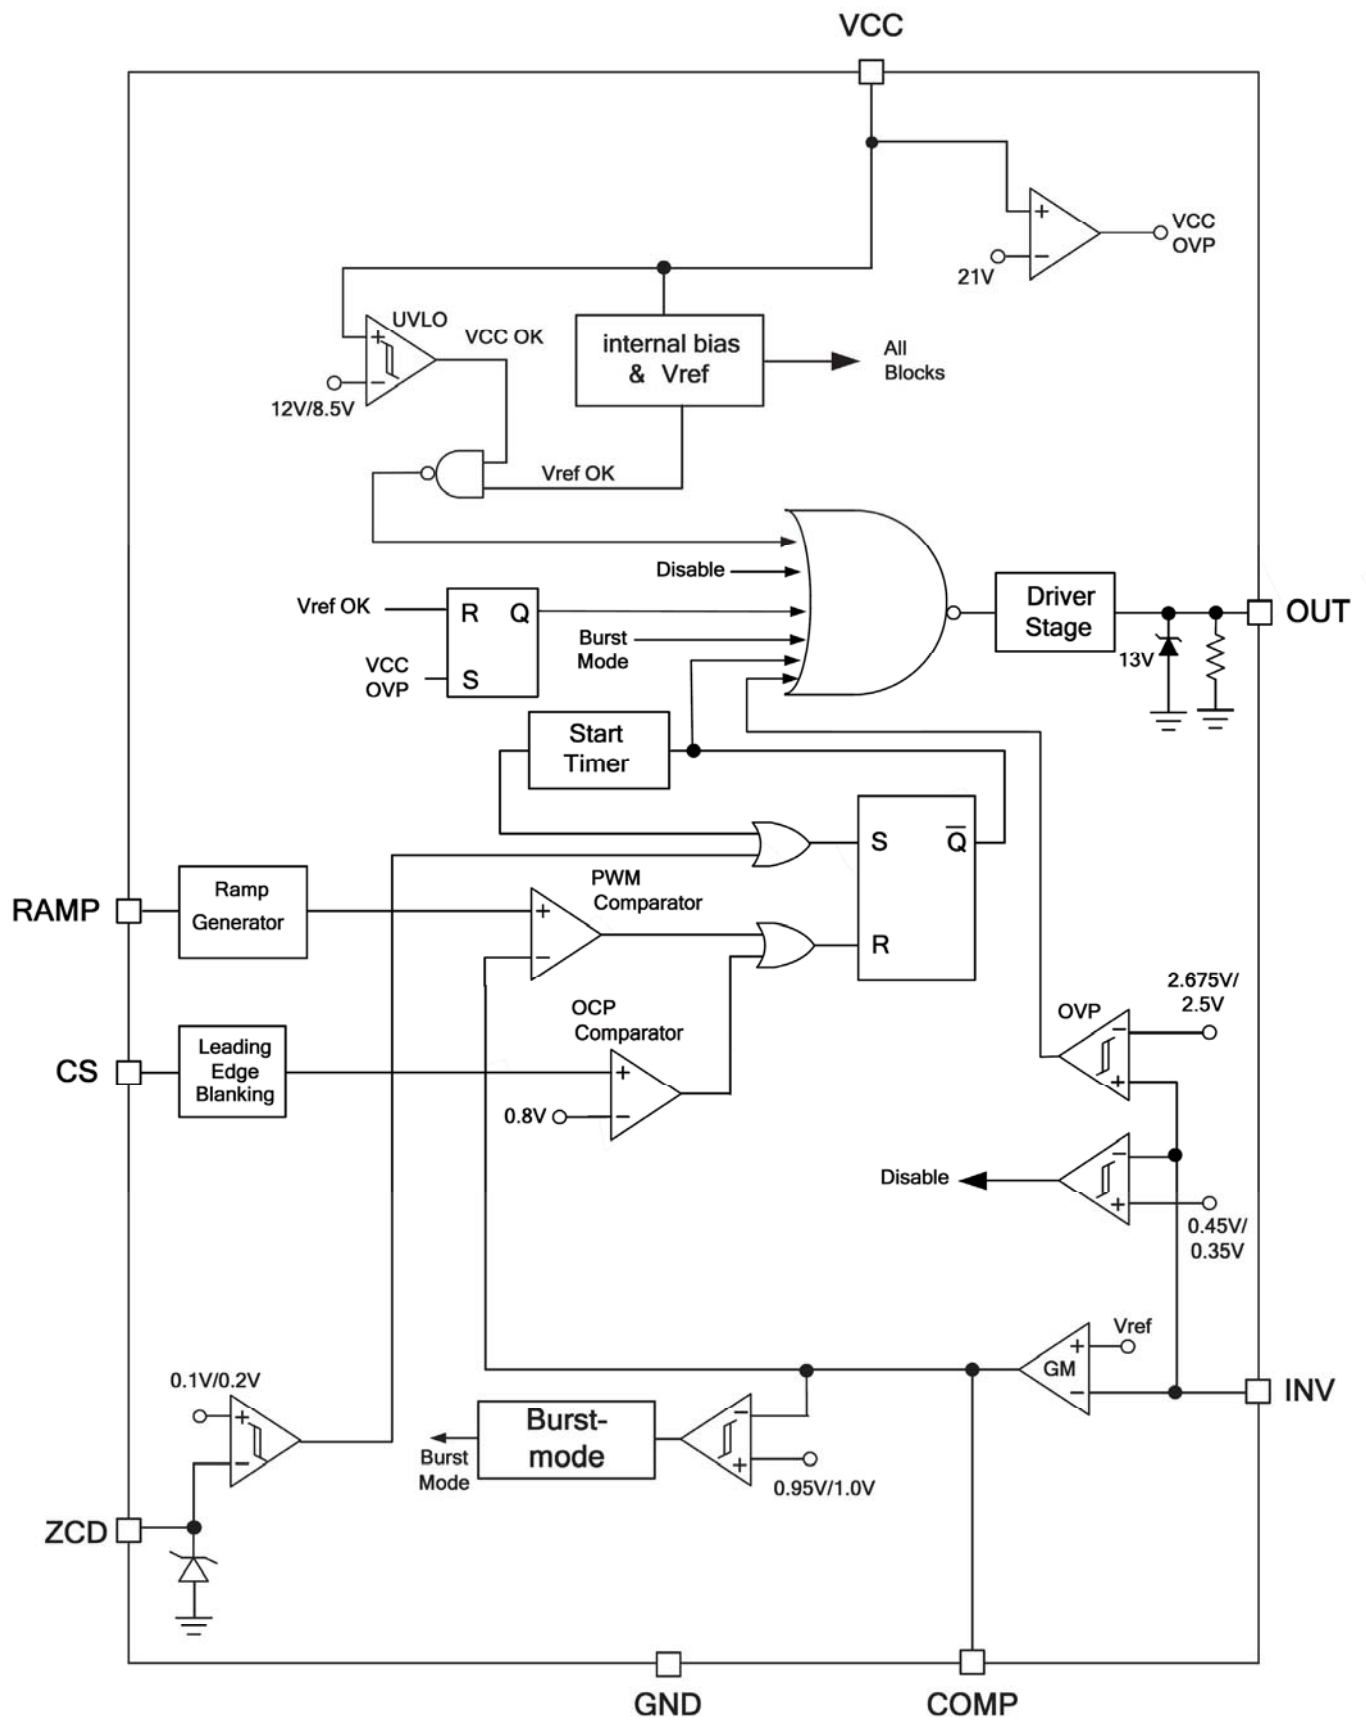 VCC
+
−
21V
VCC
OVP
UVLO
+
−
12V/8.5V
VCC OK
internal bias
& Vref
All
Blocks
Vref OK
Disable
Vref OK
R Q
VCC
OVP
S
Burst
Mode
Driver
Stage
OUT
13V
Start
Timer
S Q̅
R
RAMP
Ramp
Generator
PWM
Comparator
+
−
OCP
Comparator
CS
Leading
Edge
Blanking
+
0.8V
−
OVP
2.675V/
2.5V
−
+
Disable
−
+
0.45V/
0.35V
Vref
+
GM
−
INV
0.1V/0.2V
+
−
ZCD
Burst
Mode
Burst-
mode
−
+
0.95V/1.0V
GND
COMP